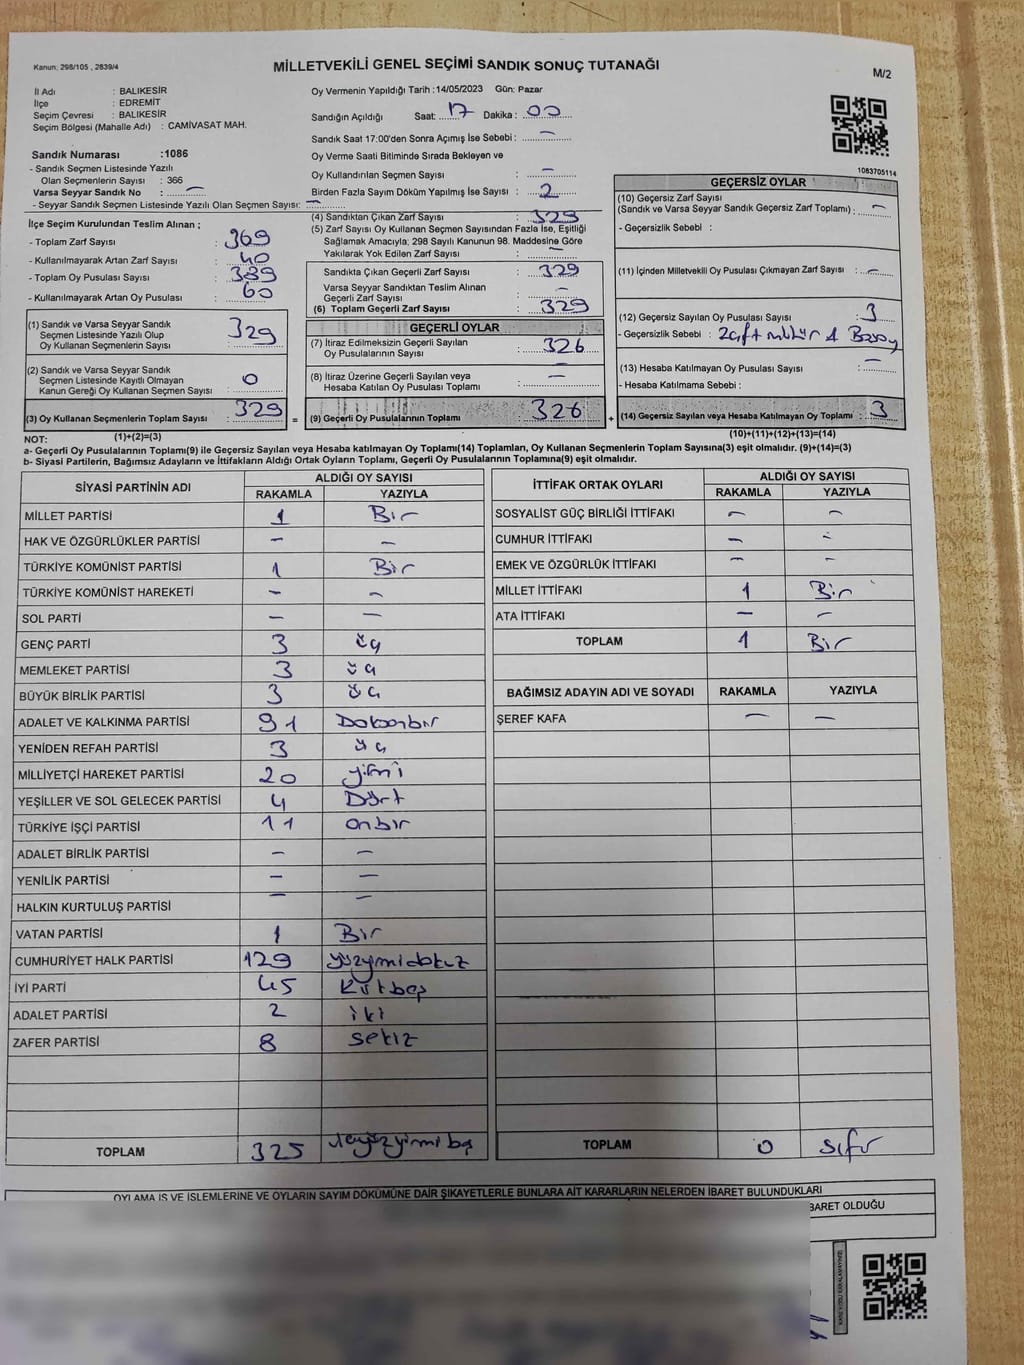 Kanun: 298/105 , 2839/4
MİLLETVEKİLİ GENEL SEÇİMİ SANDIK SONUÇ TUTANAĞI
M/2
İl Adı : BALIKESİR
İlçe : EDREMIT
Seçim Çevresi : BALIKESİR
Seçim Bölgesi (Mahalle Adı) : CAMİVASAT MAH.
Sandık Numarası :1086
- Sandık Seçmen Listesinde Yazılı
Olan Seçmenlerin Sayısı : 366
Varsa Seyyar Sandık No : –
- Seyyar Sandık Seçmen Listesinde Yazılı Olan Seçmen Sayısı: –
Oy Vermenin Yapıldığı Tarih :14/05/2023 Gün: Pazar
Sandığın Açıldığı Saat: 17 Dakika : 00
Sandık Saat 17:00'den Sonra Açımış İse Sebebi : –
Oy Verme Saati Bitiminde Sırada Bekleyen ve
Oy Kullandırılan Seçmen Sayısı : –
Birden Fazla Sayım Döküm Yapılmış İse Sayısı : 2
1083705114
İlçe Seçim Kurulundan Teslim Alınan ;
- Toplam Zarf Sayısı : 369
- Kullanılmayarak Artan Zarf Sayısı : 40
- Toplam Oy Pusulası Sayısı : 389
- Kullanılmayarak Artan Oy Pusulası : 60
(1) Sandık ve Varsa Seyyar Sandık
Seçmen Listesinde Yazılı Olup
Oy Kullanan Seçmenlerin Sayısı : 329
(2) Sandık ve Varsa Seyyar Sandık
Seçmen Listesinde Kayıtlı Olmayan
Kanun Gereği Oy Kullanan Seçmen Sayısı : 0
(3) Oy Kullanan Seçmenlerin Toplam Sayısı : 329
(4) Sandıktan Çıkan Zarf Sayısı : 329
(5) Zarf Sayısı Oy Kullanan Seçmen Sayısından Fazla İse, Eşitliği
Sağlamak Amacıyla; 298 Sayılı Kanunun 98. Maddesine Göre
Yakılarak Yok Edilen Zarf Sayısı : –
Sandıkta Çıkan Geçerli Zarf Sayısı : 329
Varsa Seyyar Sandıktan Teslim Alınan
Geçerli Zarf Sayısı : –
(6) Toplam Geçerli Zarf Sayısı : 329
GEÇERLİ OYLAR
(7) İtiraz Edilmeksizin Geçerli Sayılan
Oy Pusulalarının Sayısı : 326
(8) İtiraz Üzerine Geçerli Sayılan veya
Hesaba Katılan Oy Pusulası Toplamı : –
= (9) Geçerli Oy Pusulalarının Toplamı : 326
GEÇERSİZ OYLAR
(10) Geçersiz Zarf Sayısı
(Sandık ve Varsa Seyyar Sandık Geçersiz Zarf Toplamı) : –
- Geçersizlik Sebebi :
(11) İçinden Milletvekili Oy Pusulası Çıkmayan Zarf Sayısı : –
(12) Geçersiz Sayılan Oy Pusulası Sayısı : 3
- Geçersizlik Sebebi : 2 çift mühür 1
(13) Hesaba Katılmayan Oy Pusulası Sayısı : –
- Hesaba Katılmama Sebebi :
+ (14) Geçersiz Sayılan veya Hesaba Katılmayan Oy Toplamı : 3
NOT: (1)+(2)=(3)
(10)+(11)+(12)+(13)=(14)
a- Geçerli Oy Pusulalarının Toplamı(9) ile Geçersiz Sayılan veya Hesaba katılmayan Oy Toplamı(14) Toplamları, Oy Kullanan Seçmenlerin Toplam Sayısına(3) eşit olmalıdır. (9)+(14)=(3)
b- Siyasi Partilerin, Bağımsız Adayların ve İttifakların Aldığı Ortak Oyların Toplamı, Geçerli Oy Pusulalarının Toplamına(9) eşit olmalıdır.
SİYASİ PARTİNİN ADI ALDIĞI OY SAYISI
RAKAMLA YAZIYLA
MİLLET PARTİSİ 1 Bir
HAK VE ÖZGÜRLÜKLER PARTİSİ – –
TÜRKİYE KOMÜNİST PARTİSİ 1 Bir
TÜRKİYE KOMÜNİST HAREKETİ – –
SOL PARTİ – –
GENÇ PARTİ 3 üç
MEMLEKET PARTİSİ 3 üç
BÜYÜK BİRLİK PARTİSİ 3 üç
ADALET VE KALKINMA PARTİSİ 91 Doksanbir
YENİDEN REFAH PARTİSİ 3 üç
MİLLİYETÇİ HAREKET PARTİSİ 20 yirmi
YEŞİLLER VE SOL GELECEK PARTİSİ 4 Dört
TÜRKİYE İŞÇİ PARTİSİ 11 onbir
ADALET BİRLİK PARTİSİ – –
YENİLİK PARTİSİ – –
HALKIN KURTULUŞ PARTİSİ – –
VATAN PARTİSİ 1 Bir
CUMHURİYET HALK PARTİSİ 129 yüzyirmidokuz
İYİ PARTİ 45 Kırkbeş
ADALET PARTİSİ 2 iki
ZAFER PARTİSİ 8 sekiz
TOPLAM 325 üçyüzyirmibeş
İTTİFAK ORTAK OYLARI ALDIĞI OY SAYISI
RAKAMLA YAZIYLA
SOSYALİST GÜÇ BİRLİĞİ İTTİFAKI – –
CUMHUR İTTİFAKI – –
EMEK VE ÖZGÜRLÜK İTTİFAKI – –
MİLLET İTTİFAKI 1 Bir
ATA İTTİFAKI – –
TOPLAM 1 Bir
BAĞIMSIZ ADAYIN ADI VE SOYADI RAKAMLA YAZIYLA
ŞEREF KAFA – –
TOPLAM 0 sıfır
OYLAMA İŞ VE İŞLEMLERİNE VE OYLARIN SAYIM DÖKÜMÜNE DAİR ŞİKAYETLERLE BUNLARA AİT KARARLARIN NELERDEN İBARET BULUNDUKLARI
BARET OLDUĞU